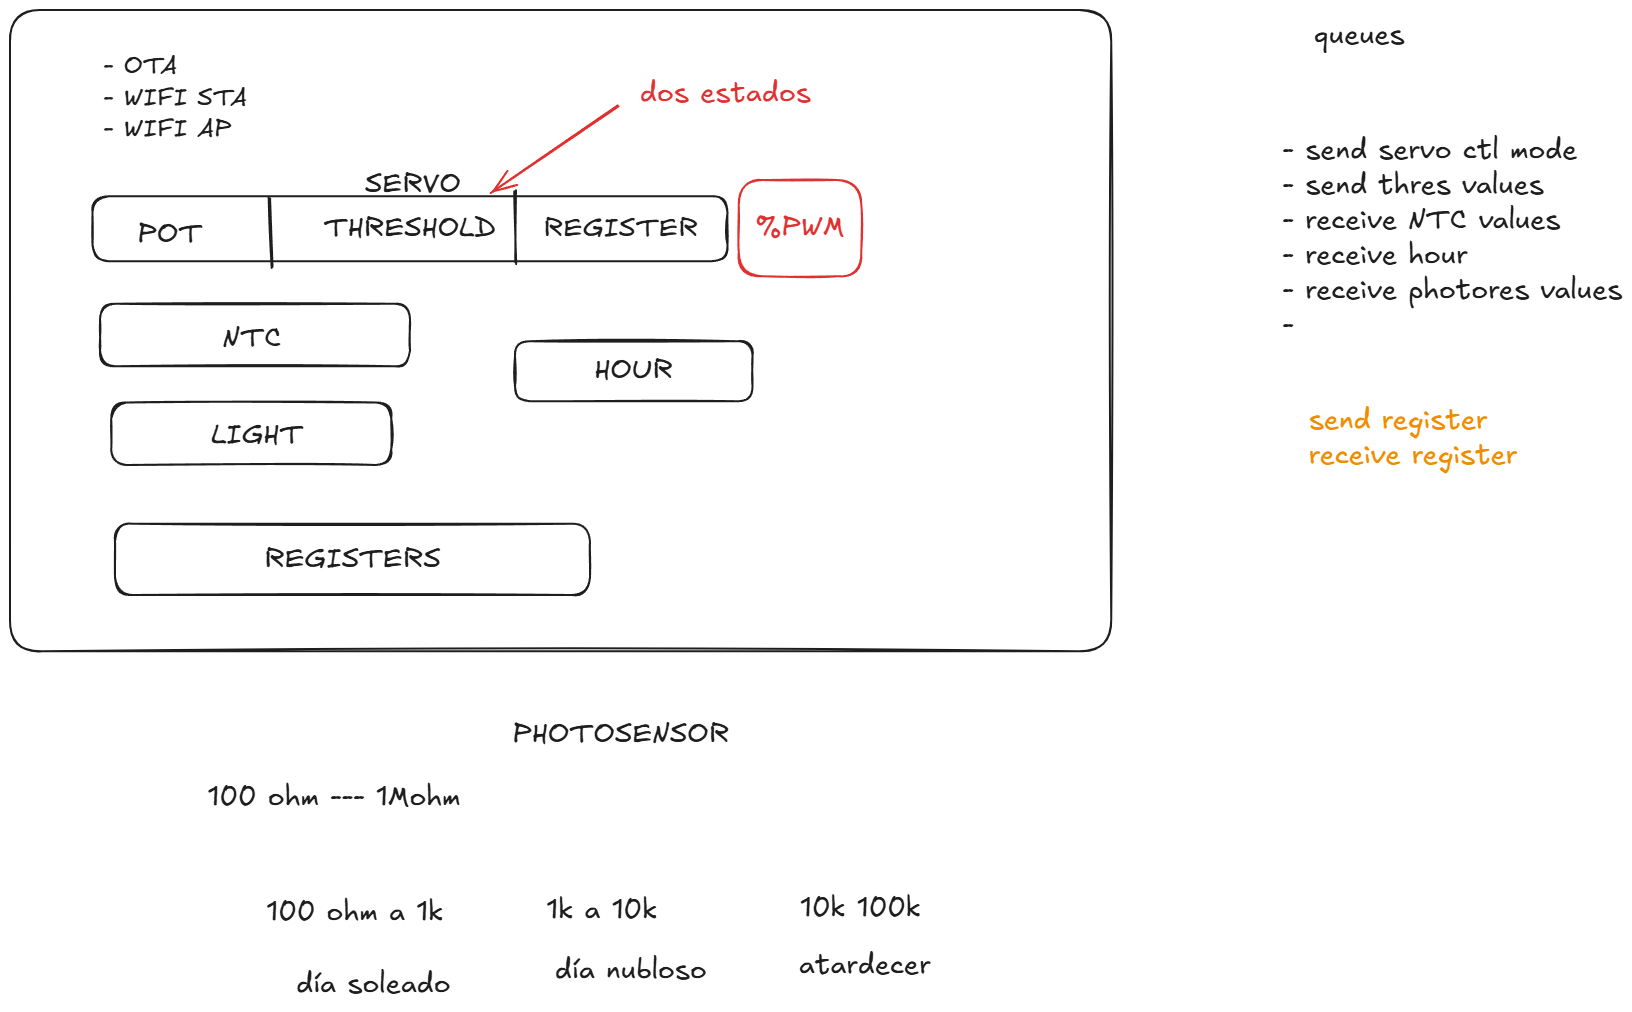 - OTA
- WIFI STA
- WIFI AP
dos estados
SERVO
POT
THRESHOLD
REGISTER
%PWM
NTC
HOUR
LIGHT
REGISTERS
queues
- send servo ctl mode
- send thres values
- receive NTC values
- receive hour
- receive photores values
-
send register
receive register
PHOTOSENSOR
100 ohm --- 1Mohm
100 ohm a 1k
1k a 10k
10k 100k
día soleado
día nubloso
atardecer